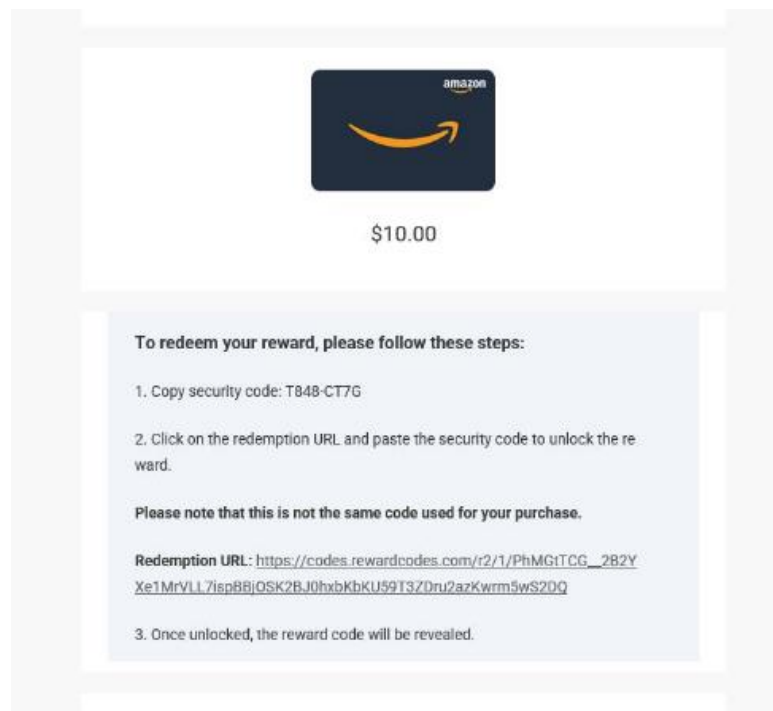 amazon
$10.00
To redeem your reward, please follow these steps:
1. Copy security code: T848-CT7G
2. Click on the redemption URL and paste the security code to unlock the re
ward.
Please note that this is not the same code used for your purchase.
Redemption URL: https://codes.rewardcodes.com/r2/1/PhMGtTCG__2B2Y
Xe1MrVLL7ispBBjOSK2BJ0hxbKbKU59T3ZDru2azKwrm5wS2DQ
3. Once unlocked, the reward code will be revealed.